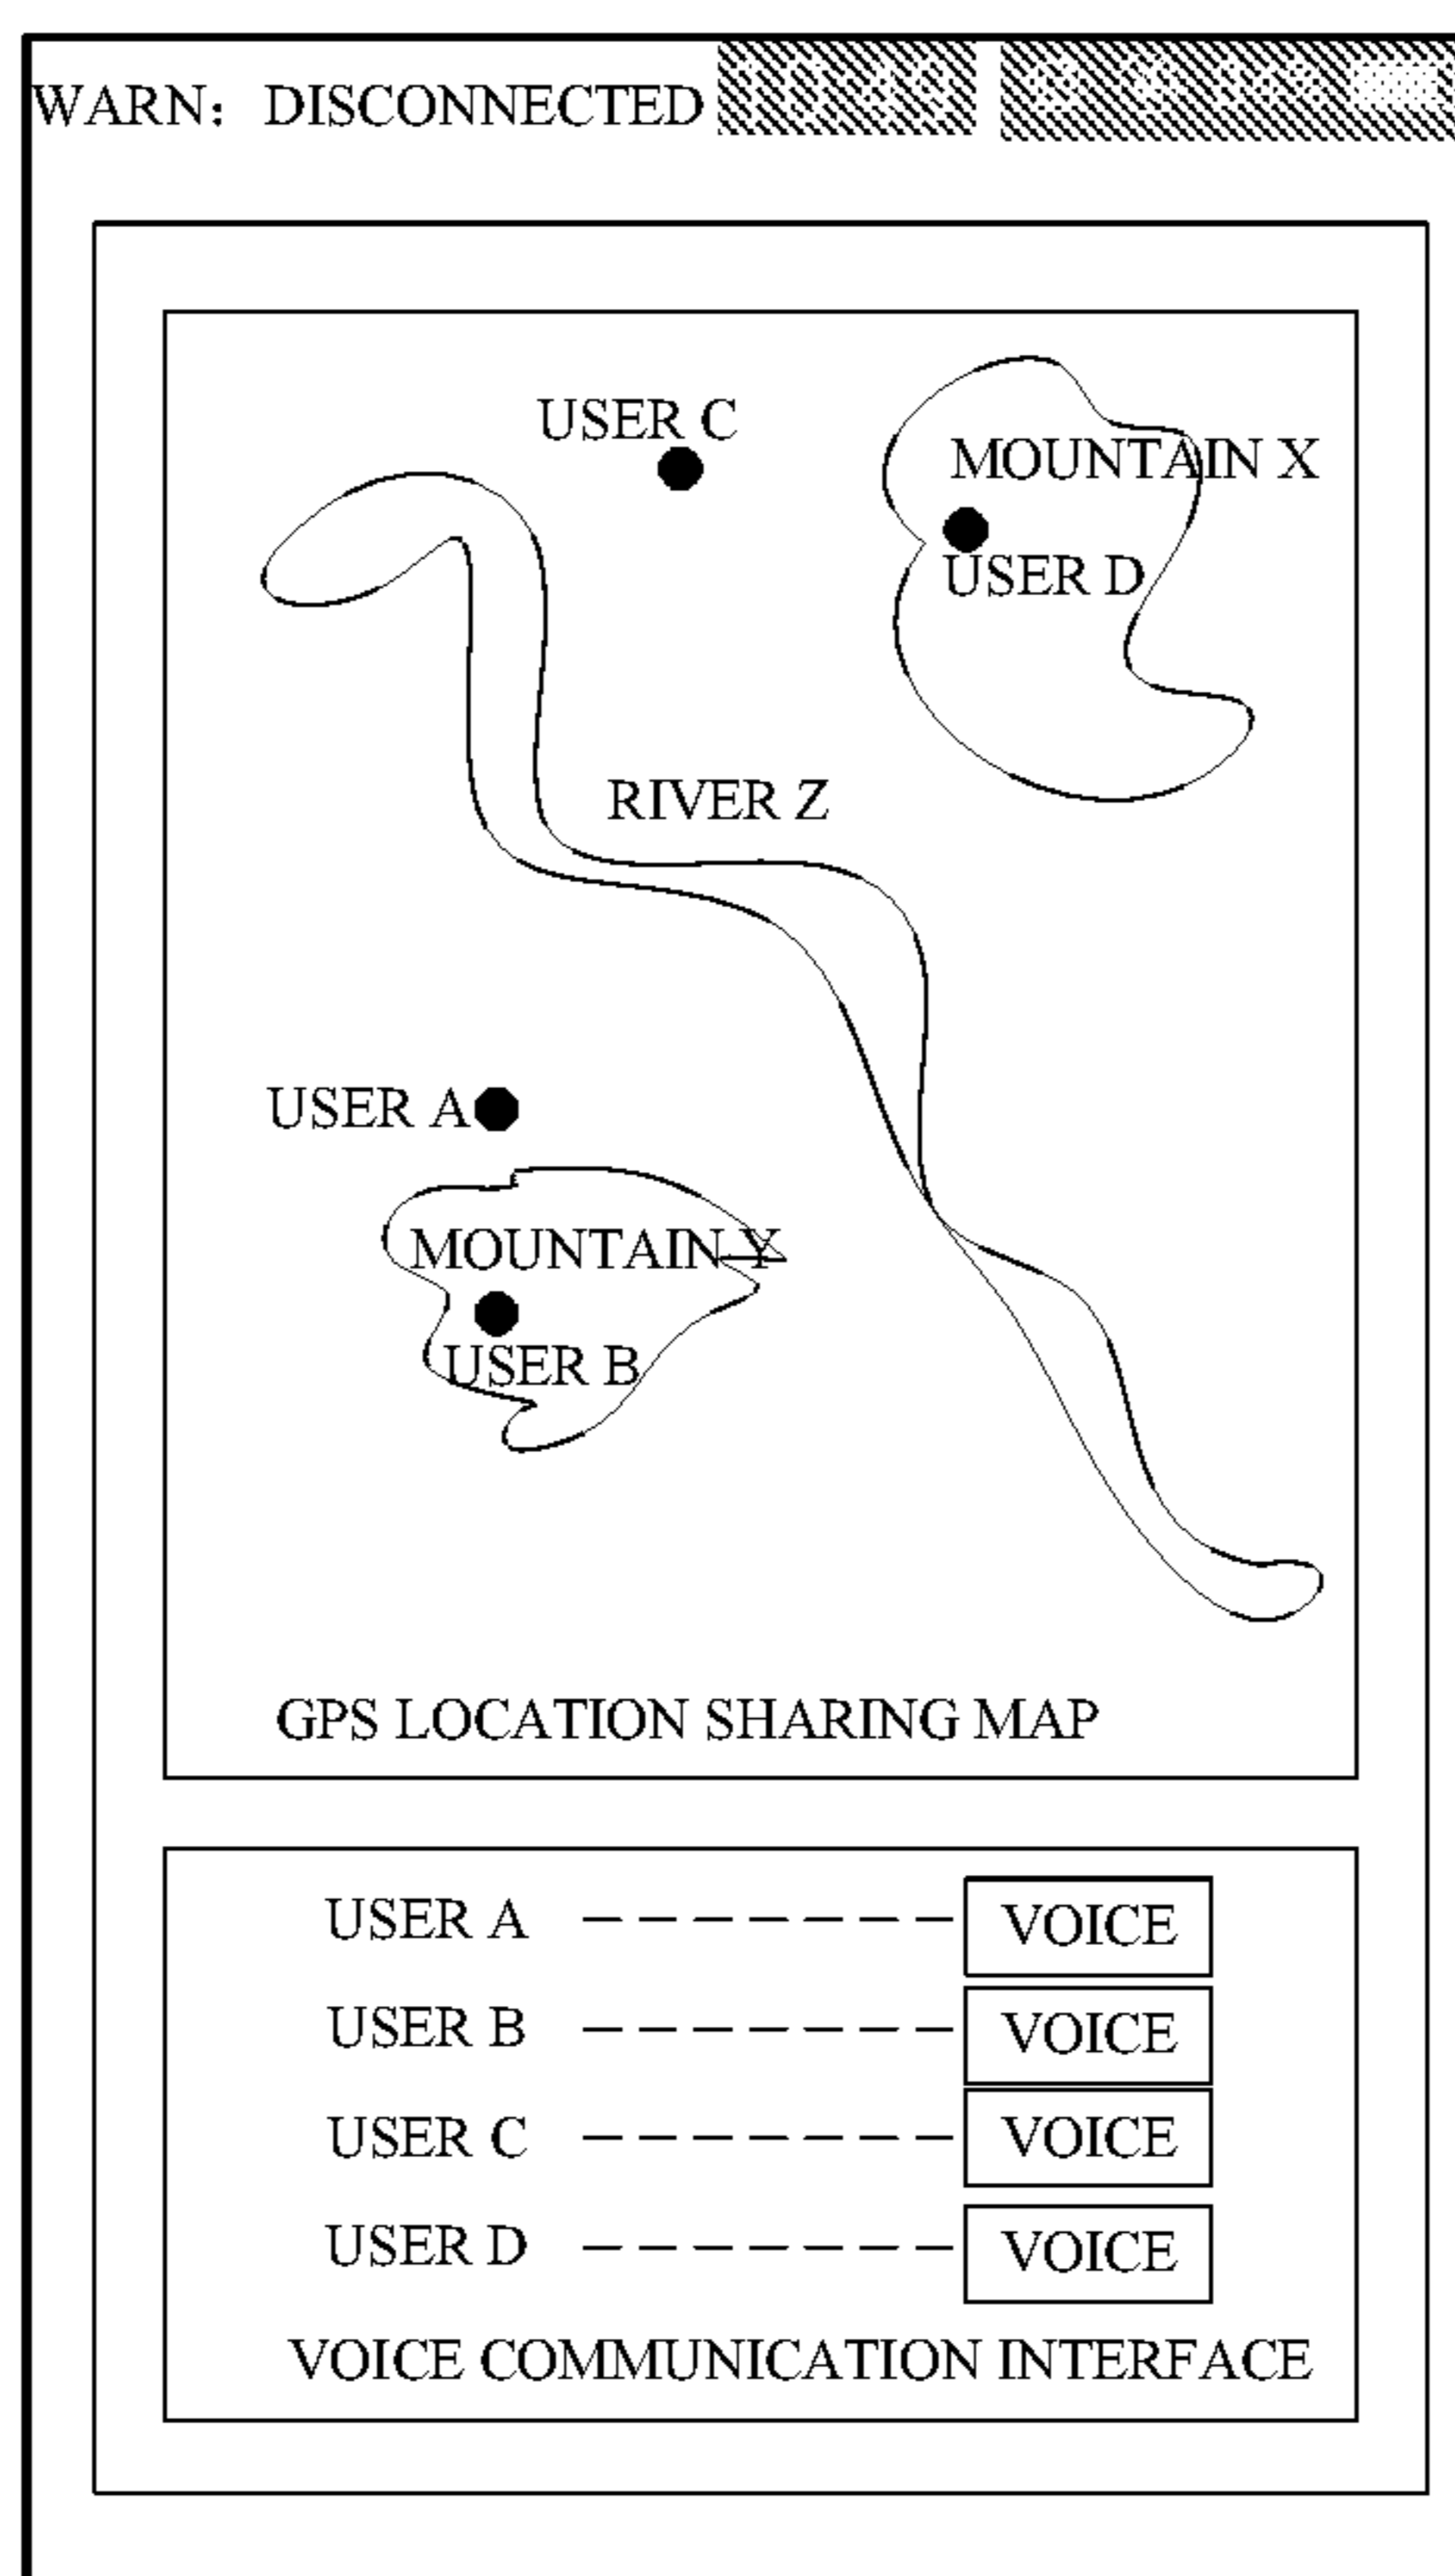 WARN: DISCONNECTED
USER C
MOUNTAIN X
USER D
RIVER Z
USER A
MOUNTAIN Y
USER B
GPS LOCATION SHARING MAP
USER A VOICE
USER B VOICE
USER C VOICE
USER D VOICE
VOICE COMMUNICATION INTERFACE